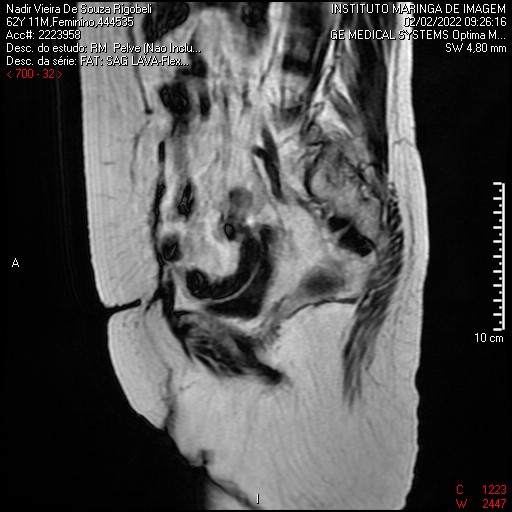 Nadir Vieira De Souza Rigobeli
62Y 11M,Feminino,444535
Acc#: 2223958
Desc. do estudo: RM Pelve (Não Inclu...
Desc. da série: FAT: SAG LAVA-Flex...
< 700 - 32 >
INSTITUTO MARINGA DE IMAGEM
02/02/2022 09:26:16
GE MEDICAL SYSTEMS Optima M...
SW 4,80 mm
A
10 cm
I
C 1223
W 2447